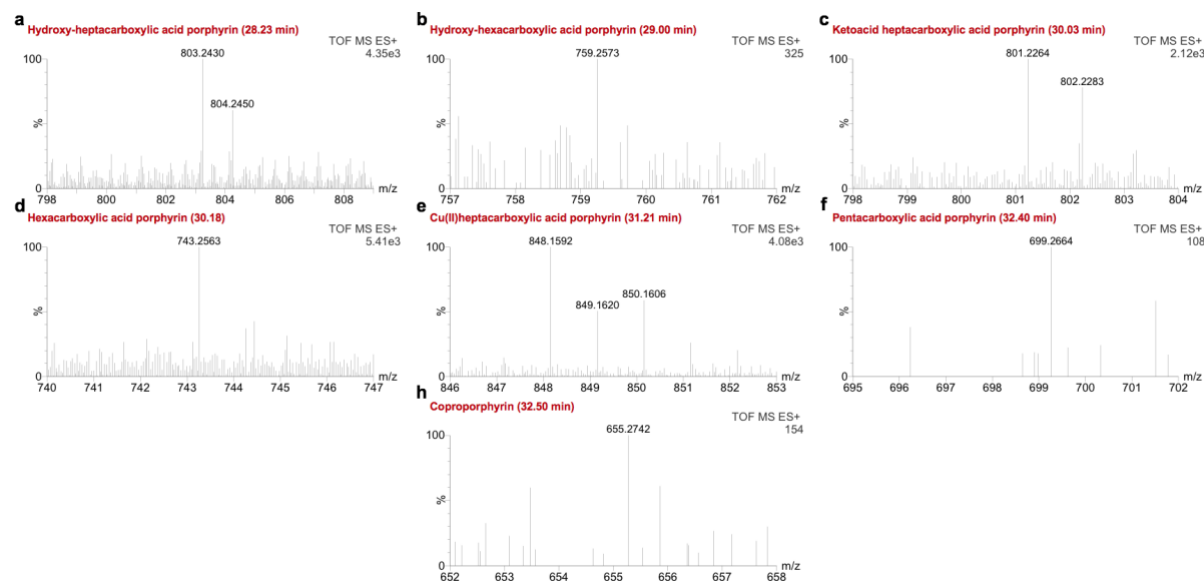 a
Hydroxy-heptacarboxylic acid porphyrin (28.23 min)
TOF MS ES+
4.35e3
803.2430
804.2450
100
%
0
798 800 802 804 806 808 m/z
b
Hydroxy-hexacarboxylic acid porphyrin (29.00 min)
TOF MS ES+
325
759.2573
100
%
0
757 758 759 760 761 762 m/z
c
Ketoacid heptacarboxylic acid porphyrin (30.03 min)
TOF MS ES+
2.12e3
801.2264
802.2283
100
%
0
798 799 800 801 802 803 804 m/z
d
Hexacarboxylic acid porphyrin (30.18)
TOF MS ES+
5.41e3
743.2563
100
%
0
740 741 742 743 744 745 746 747 m/z
e
Cu(II)heptacarboxylic porphyrin (31.21 min)
TOF MS ES+
4.08e3
848.1592
849.1620
850.1606
100
%
0
846 847 848 849 850 851 852 853 m/z
f
Pentacarboxylic acid porphyrin (32.40 min)
TOF MS ES+
108
699.2664
100
%
0
695 696 697 698 699 700 701 702 m/z
h
Coproporphyrin (32.50 min)
TOF MS ES+
154
655.2742
100
%
0
652 653 654 655 656 657 658 m/z